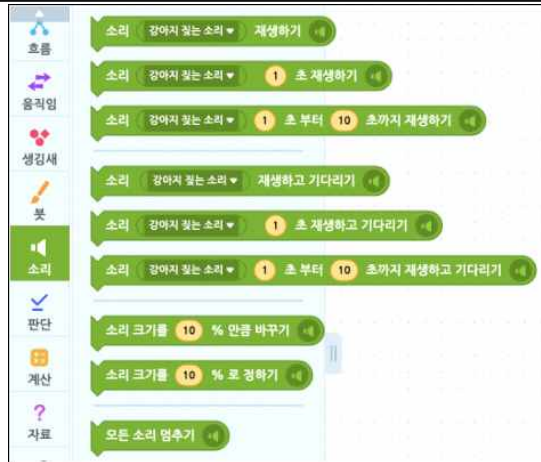 흐름
움직임
생김새
붓
소리
판단
계산
?
자료
소리 강아지 짖는 소리 재생하기
소리 강아지 짖는 소리 1 초 재생하기
소리 강아지 짖는 소리 1 초 부터 10 초까지 재생하기
소리 강아지 짖는 소리 재생하고 기다리기
소리 강아지 짖는 소리 1 초 재생하고 기다리기
소리 강아지 짖는 소리 1 초 부터 10 초까지 재생하고 기다리기
소리 크기를 10 % 만큼 바꾸기
소리 크기를 10 % 로 정하기
모든 소리 멈추기